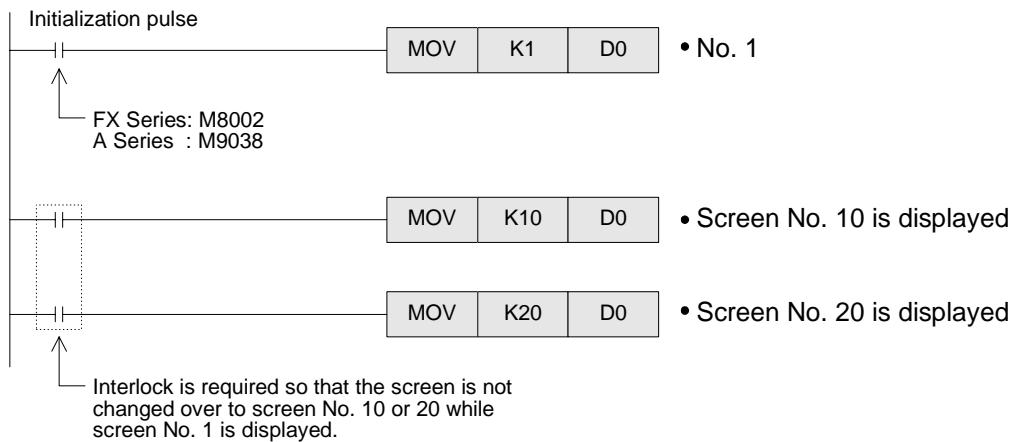 Initialization pulse
MOV K1 D0 • No. 1
FX Series: M8002
A Series : M9038
MOV K10 D0 • Screen No. 10 is displayed
MOV K20 D0 • Screen No. 20 is displayed
Interlock is required so that the screen is not
changed over to screen No. 10 or 20 while
screen No. 1 is displayed.